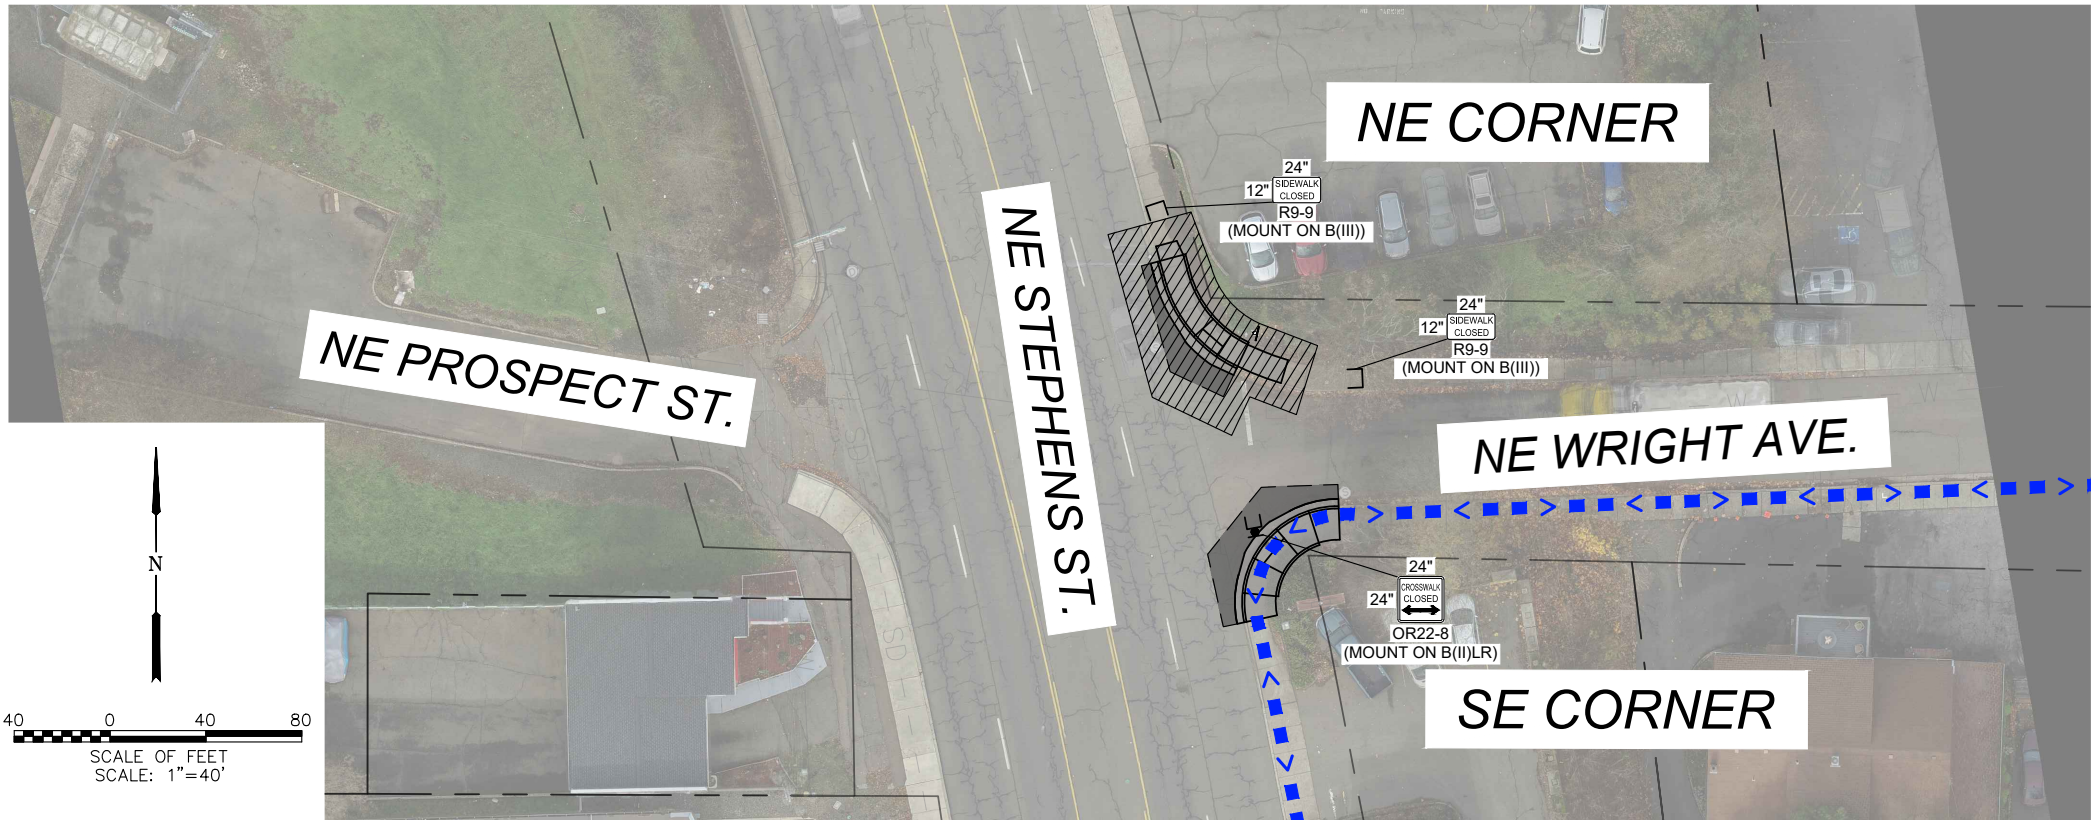 NE CORNER
24"
12"
SIDEWALK
CLOSED
R9-9
(MOUNT ON B(III))
NE STEPHENS ST.
24"
12"
SIDEWALK
CLOSED
R9-9
(MOUNT ON B(III))
NE PROSPECT ST.
NE WRIGHT AVE.
W
W
SD
SD
N
24"
24"
CROSSWALK
CLOSED
OR22-8
(MOUNT ON B(II)LR)
SE CORNER
40 0 40 80
SCALE OF FEET
SCALE: 1"=40'